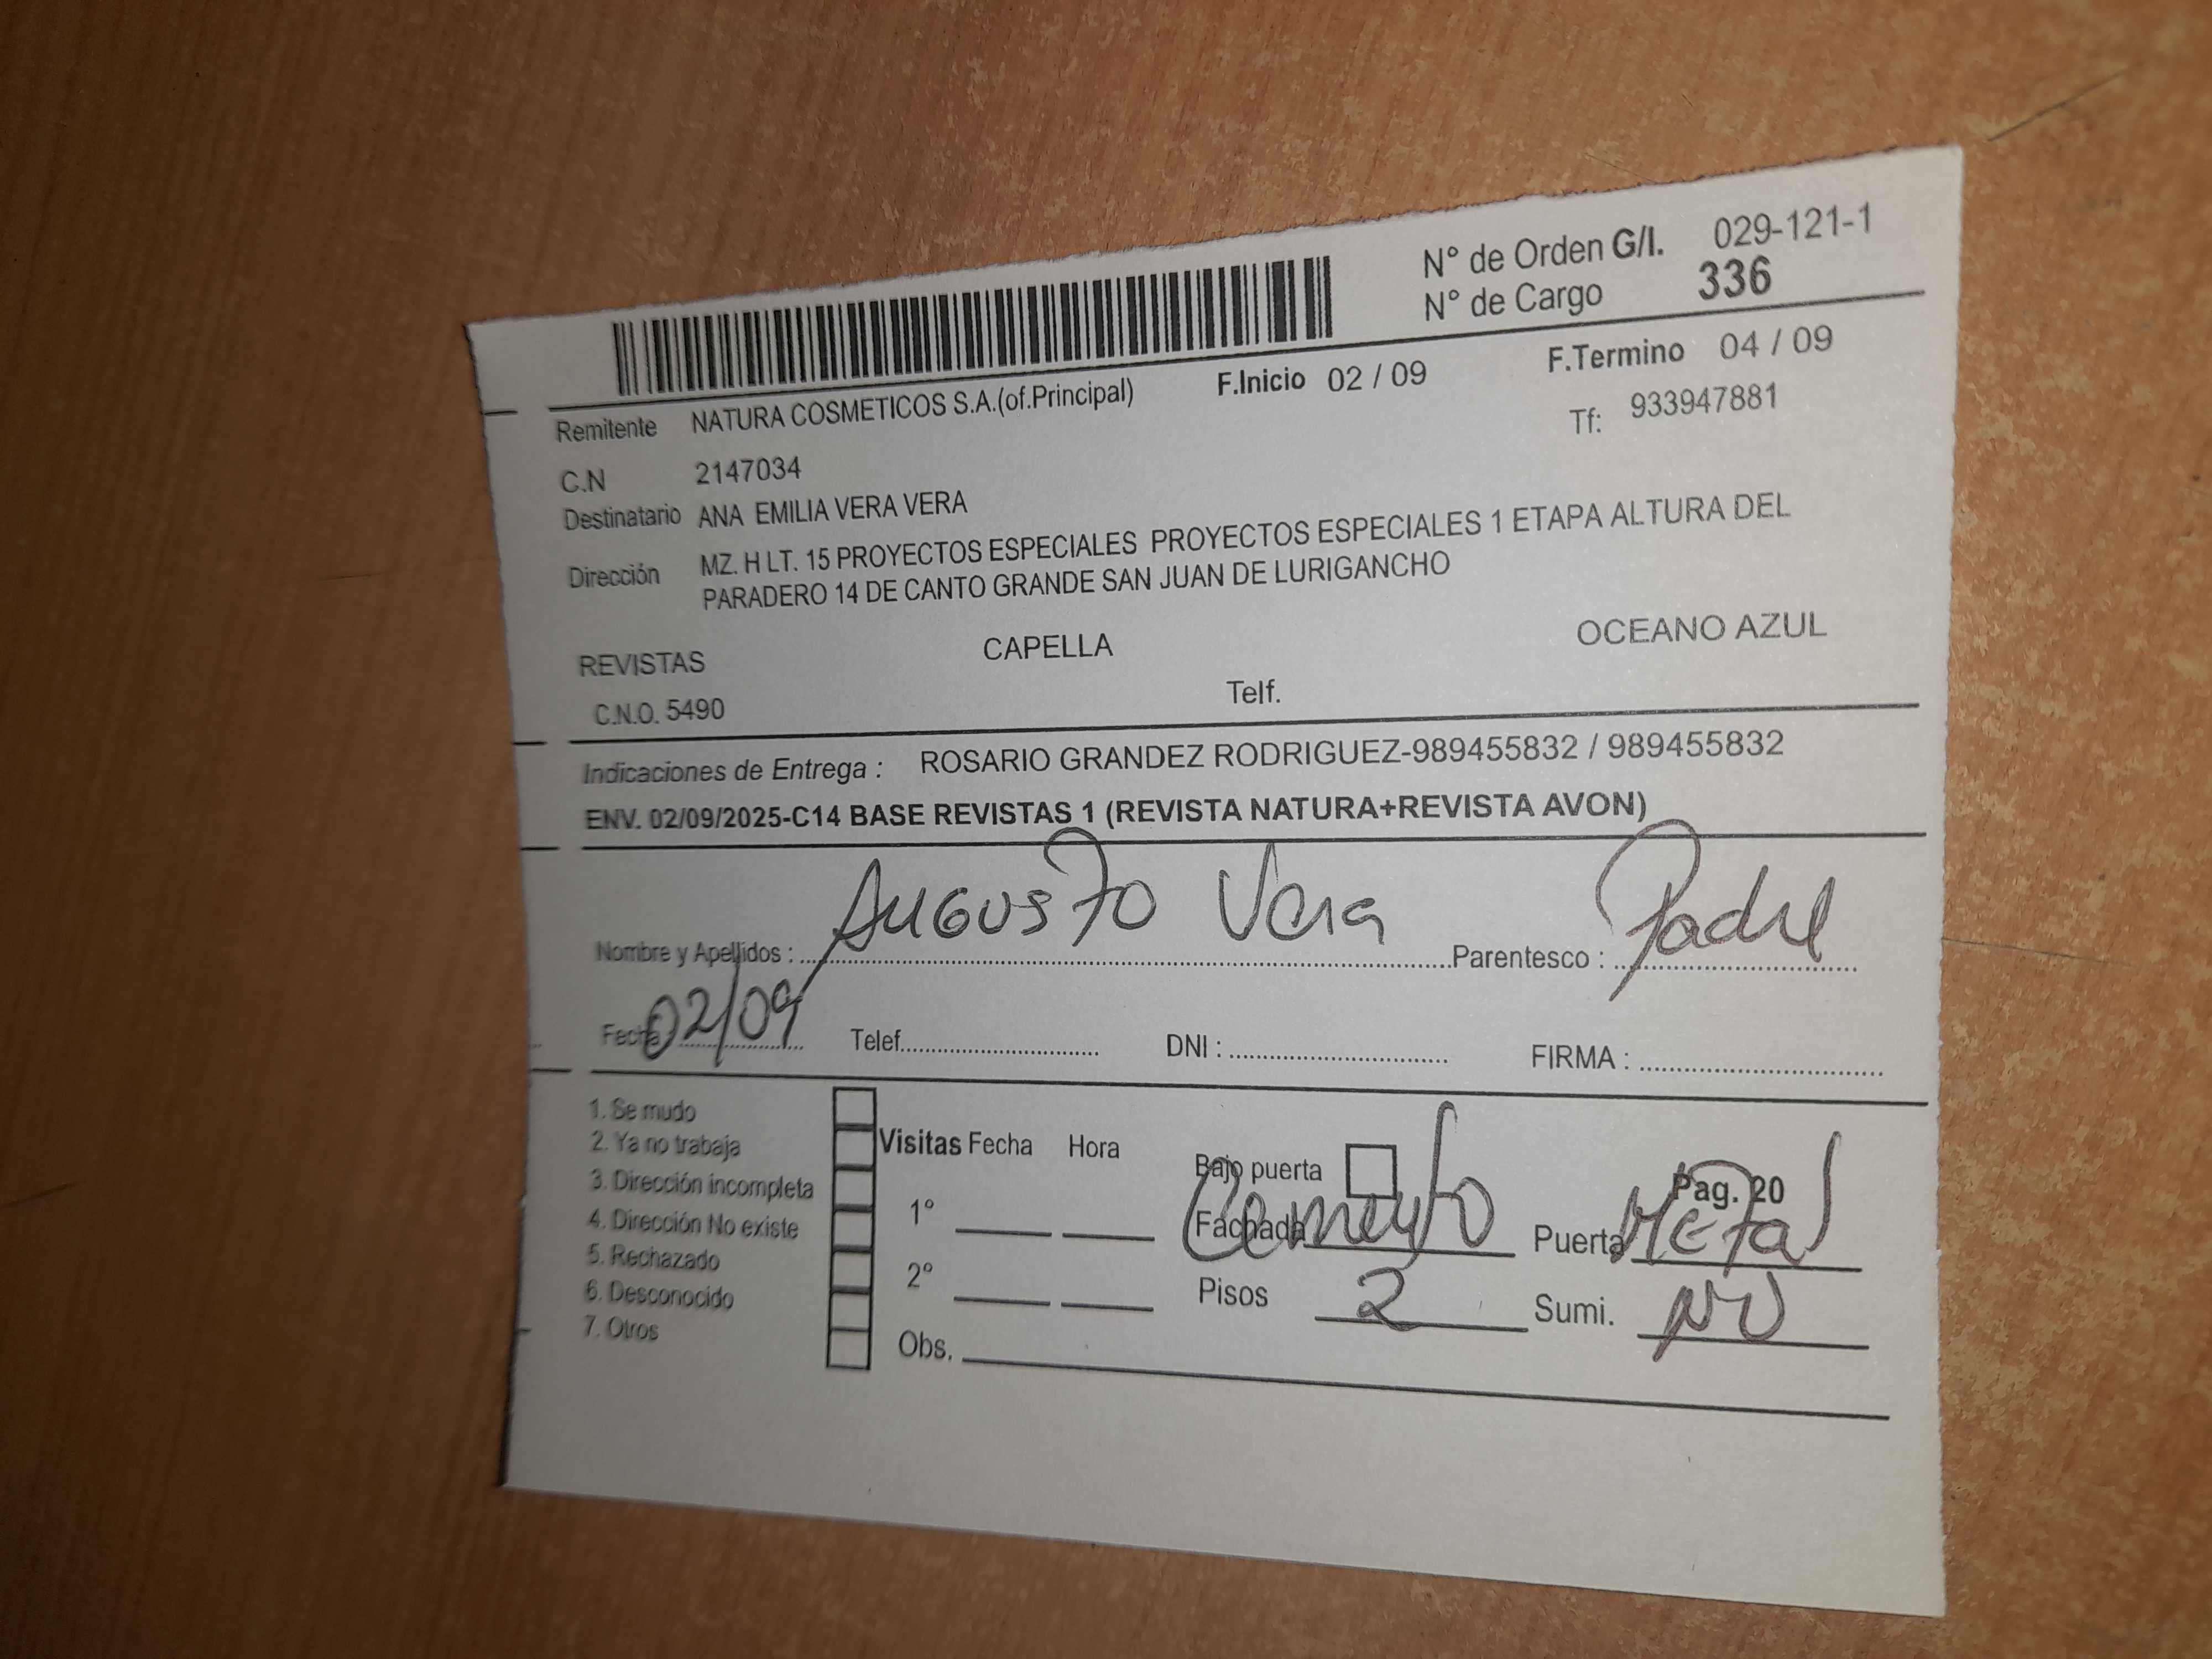 N° de Orden G/I. 029-121-1
N° de Cargo 336
F.Inicio 02 / 09 F.Termino 04 / 09
Remitente NATURA COSMETICOS S.A.(of.Principal) Tf: 933947881
C.N 2147034
Destinatario ANA EMILIA VERA VERA
Dirección MZ. H LT. 15 PROYECTOS ESPECIALES PROYECTOS ESPECIALES 1 ETAPA ALTURA DEL
PARADERO 14 DE CANTO GRANDE SAN JUAN DE LURIGANCHO
REVISTAS CAPELLA OCEANO AZUL
C.N.O. 5490 Telf.
Indicaciones de Entrega : ROSARIO GRANDEZ RODRIGUEZ-989455832 / 989455832
ENV. 02/09/2025-C14 BASE REVISTAS 1 (REVISTA NATURA+REVISTA AVON)
Nombre y Apellidos : Augusto Vera Parentesco : Padre
Fecha 02/09 Telef. DNI : FIRMA :
1. Se mudo
2. Ya no trabaja
3. Dirección incompleta
4. Dirección No existe
5. Rechazado
6. Desconocido
7. Otros
Visitas Fecha Hora
1°
2°
Obs.
Bajo puerta Pag. 20
Fachada Cemento Puerta Metal
Pisos 2 Sumi. NO